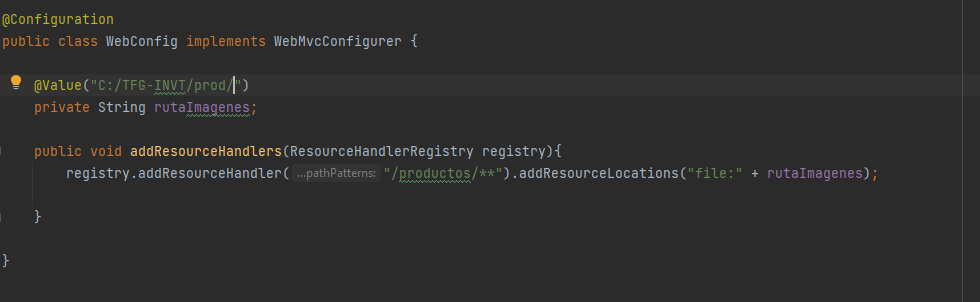 @Configuration
public class WebConfig implements WebMvcConfigurer {
@Value("C:/TFG-INVT/prod/")
private String rutaImagenes;
public void addResourceHandlers(ResourceHandlerRegistry registry){
registry.addResourceHandler( ...pathPatterns: "/productos/**").addResourceLocations("file:" + rutaImagenes);
}
}